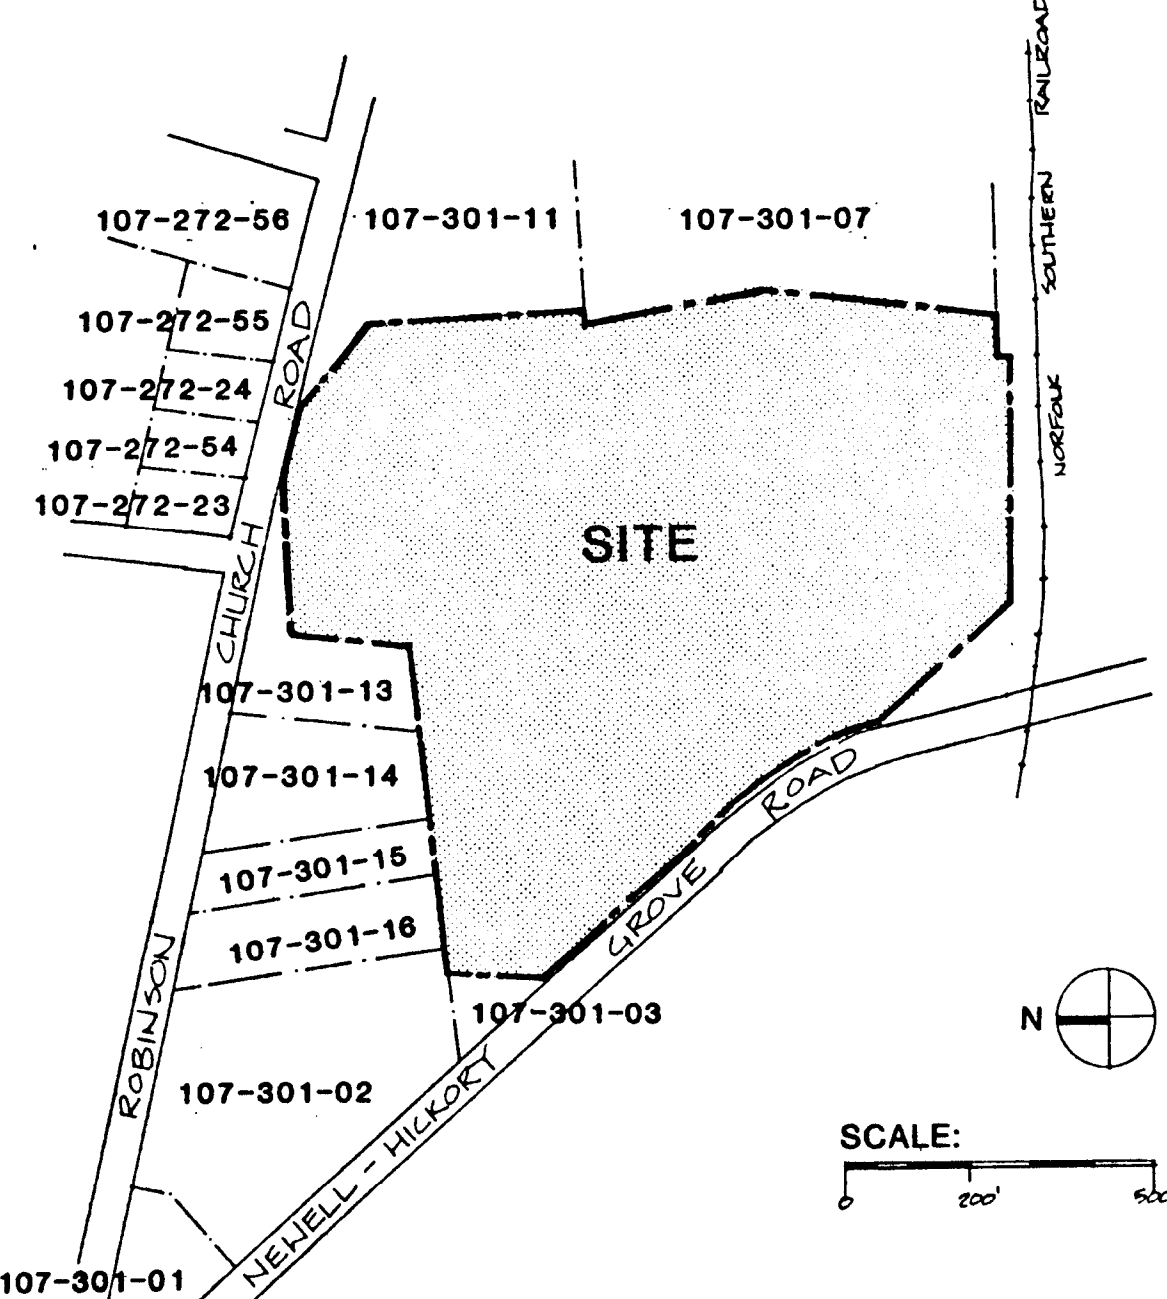 NORFOLK SOUTHERN RAILROAD
107-272-56
107-301-11
107-301-07
107-272-55
107-272-24
107-272-54
107-272-23
ROBINSON CHURCH ROAD
SITE
107-301-13
107-301-14
107-301-15
107-301-16
107-301-03
107-301-02
107-301-01
NEWELL - HICKORY GROVE ROAD
N
SCALE:
0 200' 500